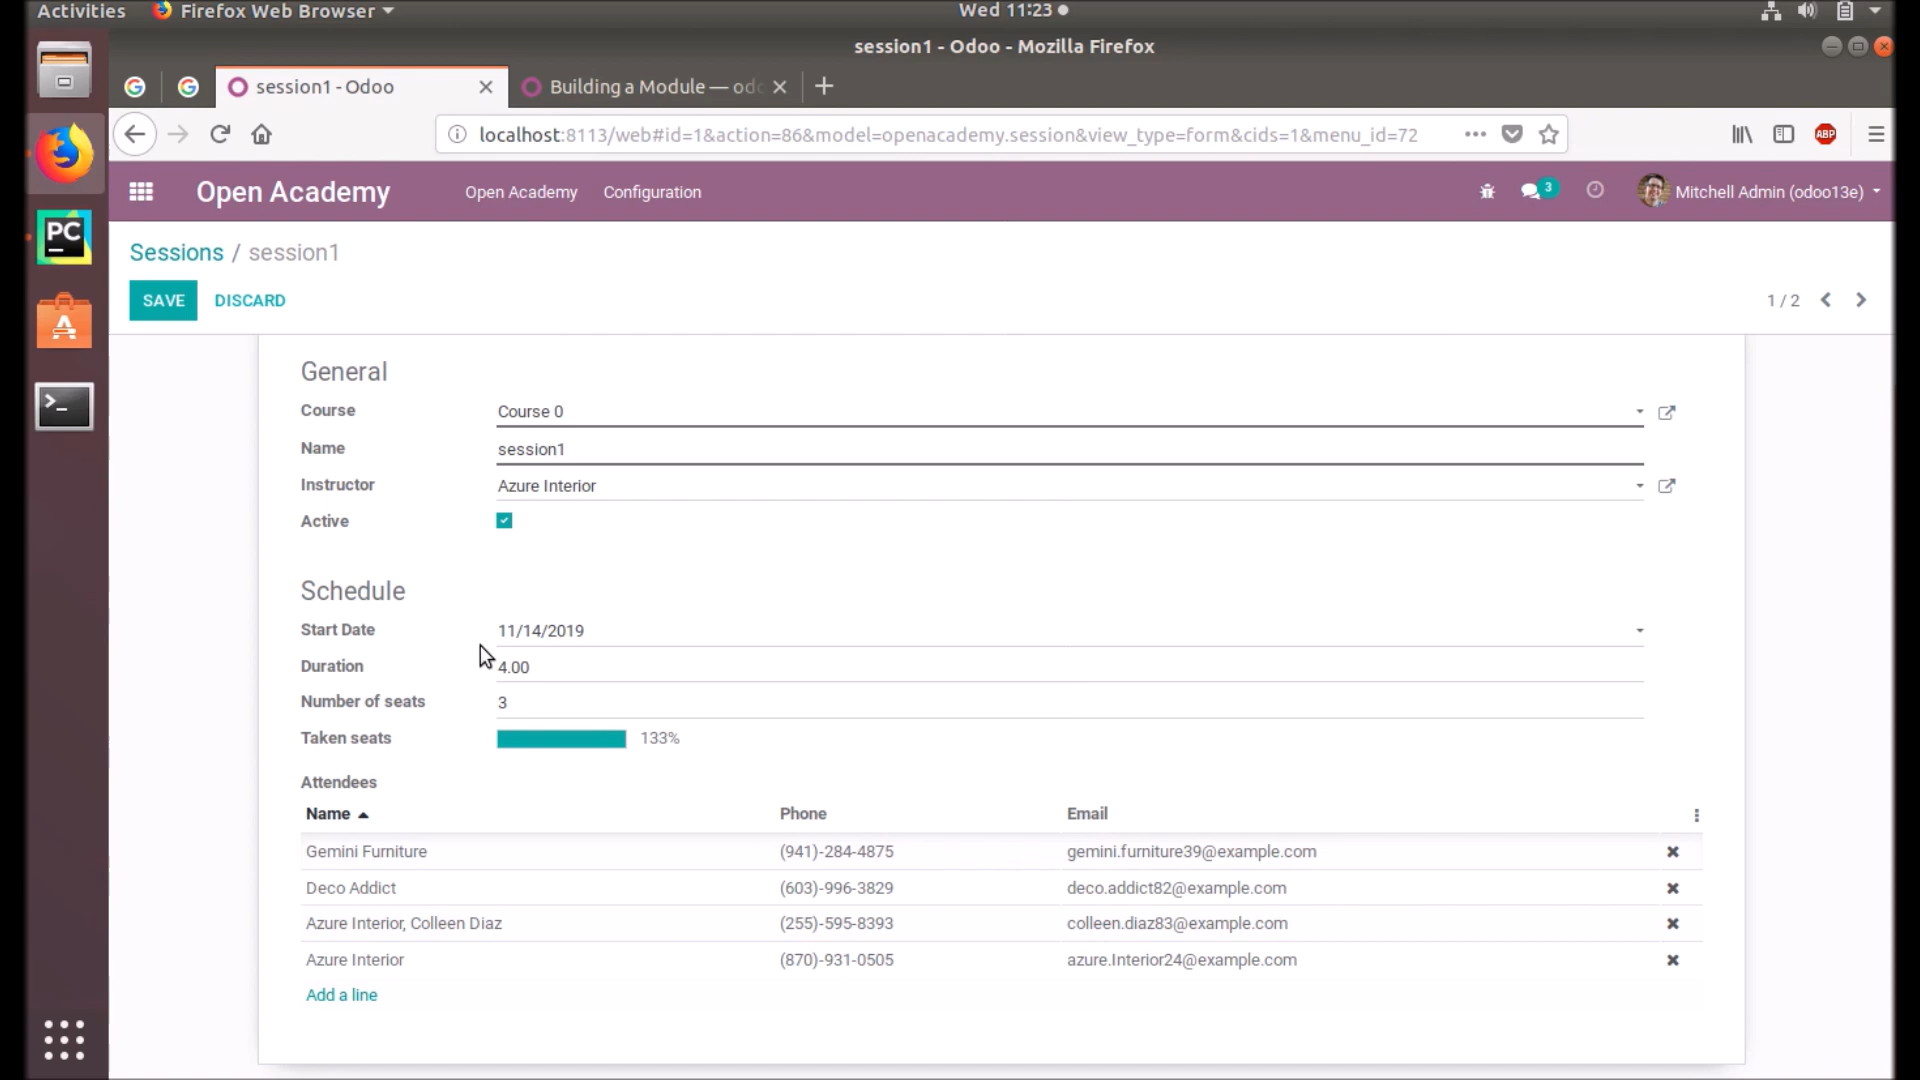 Activities Firefox Web Browser Wed 11:23
session1 - Odoo - Mozilla Firefox
session1 - Odoo Building a Module — odo
localhost:8113/web#id=1&action=86&model=openacademy.session&view_type=form&cids=1&menu_id=72 ABP
Open Academy Open Academy Configuration 3 Mitchell Admin (odoo13e)
PC
Sessions / session1
SAVE DISCARD 1 / 2
General
Course Course 0
Name session1
Instructor Azure Interior
Active
Schedule
Start Date 11/14/2019
Duration 4.00
Number of seats 3
Taken seats 133%
Attendees
Name Phone Email
Gemini Furniture (941)-284-4875 gemini.furniture39@example.com
Deco Addict (603)-996-3829 deco.addict82@example.com
Azure Interior, Colleen Diaz (255)-595-8393 colleen.diaz83@example.com
Azure Interior (870)-931-0505 azure.Interior24@example.com
Add a line